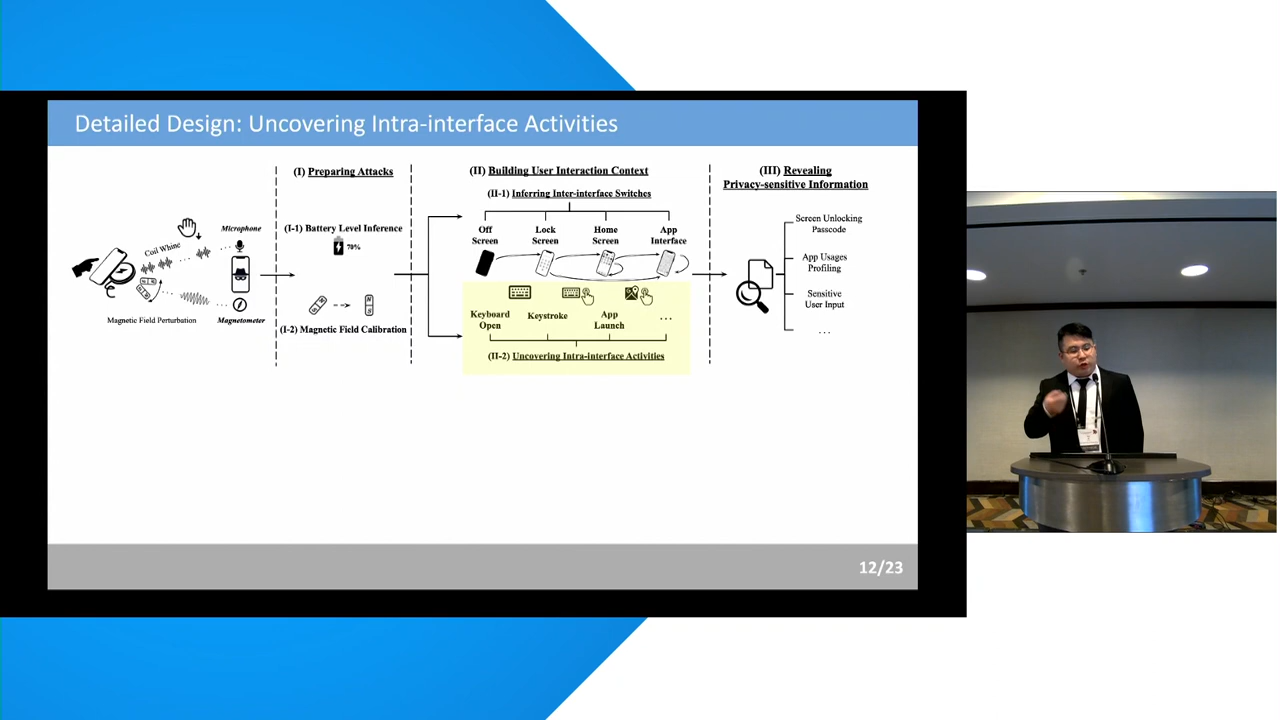 Detailed Design: Uncovering Intra-interface Activities
Coil Whine
Microphone
Magnetic Field Perturbation
Magnetometer
(I) Preparing Attacks
(I-1) Battery Level Inference
70%
N
S
(I-2) Magnetic Field Calibration
(II) Building User Interaction Context
(II-1) Inferring Inter-interface Switches
Off
Screen
Lock
Screen
Home
Screen
App
Interface
Keyboard
Open
Keystroke
App
Launch
...
(II-2) Uncovering Intra-interface Activities
(III) Revealing
Privacy-sensitive Information
Screen Unlocking
Passcode
App Usages
Profiling
Sensitive
User Input
...
12/23